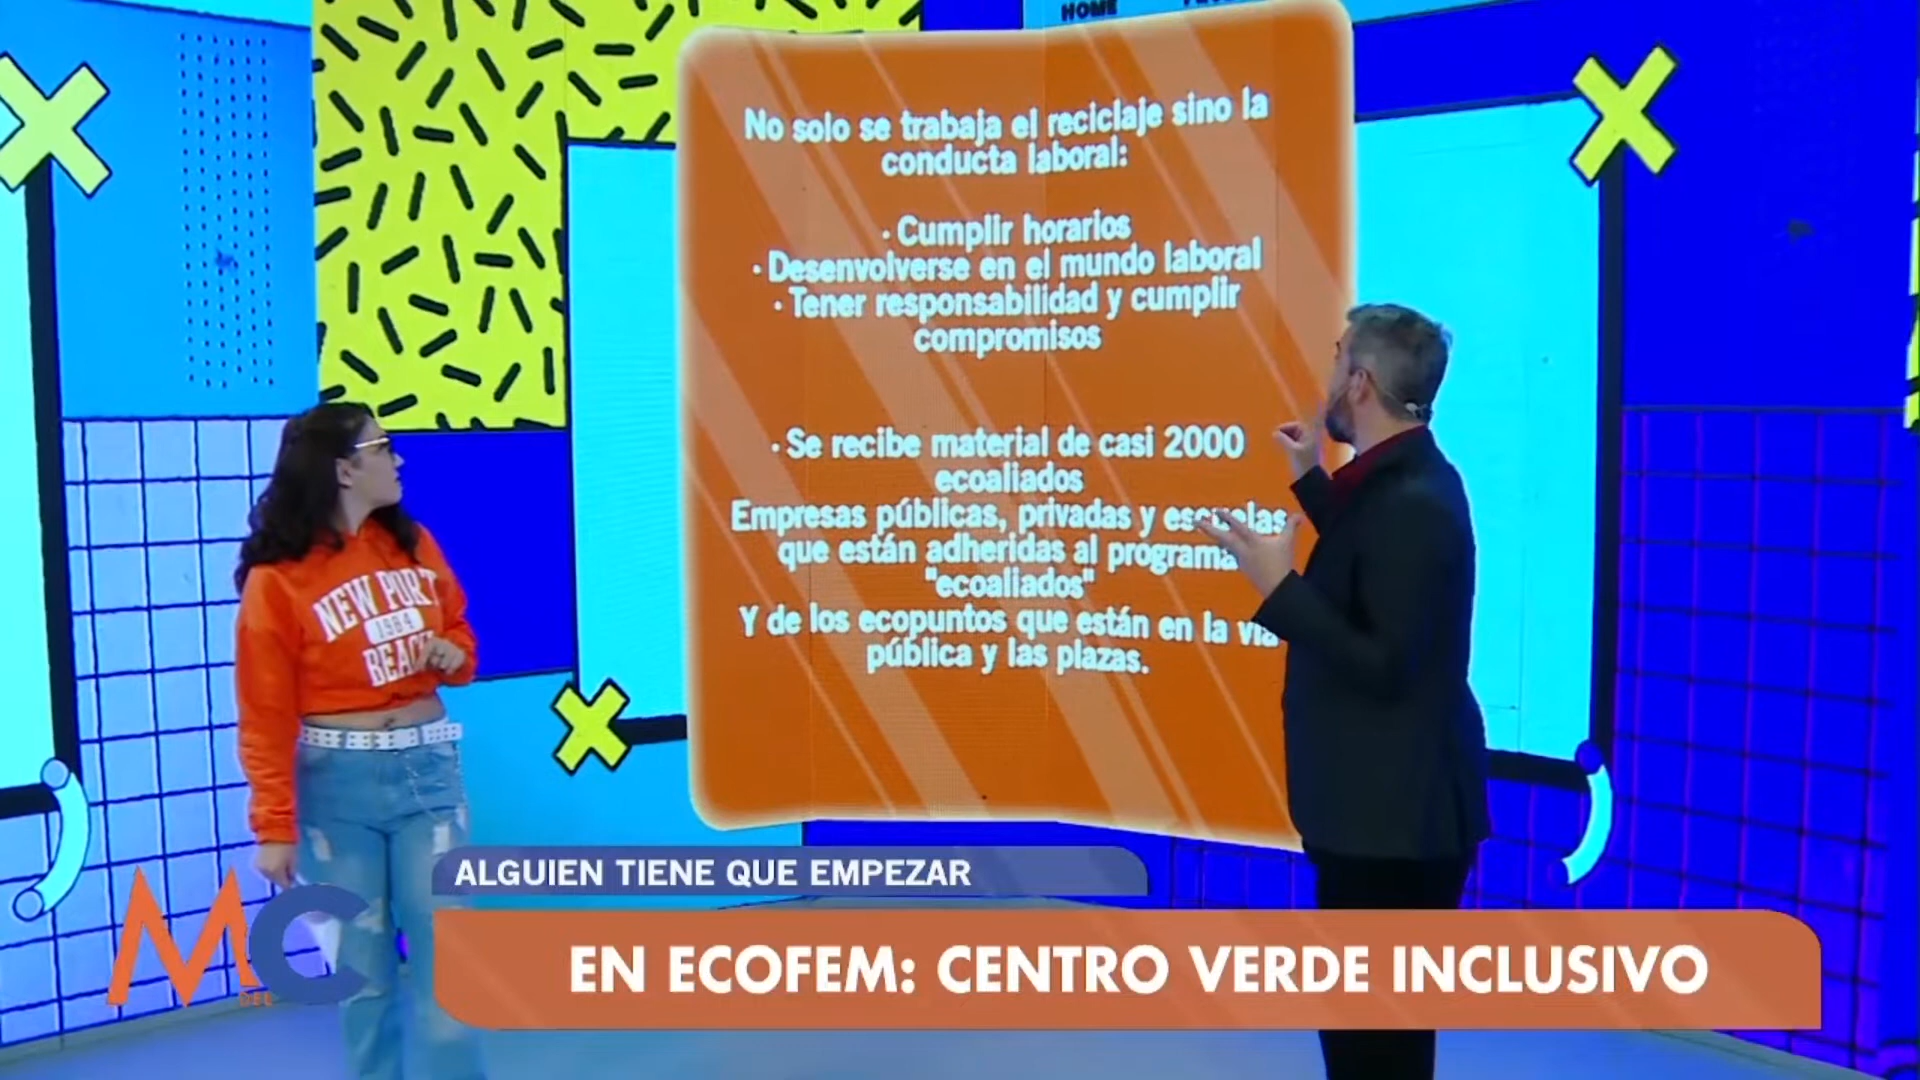 HOME
No solo se trabaja el reciclaje sino la
conducta laboral:
· Cumplir horarios
· Desenvolverse en el mundo laboral
· Tener responsabilidad y cumplir
compromisos
· Se recibe material de casi 2000
ecoaliados
Empresas públicas, privadas y escuelas
que están adheridas al programa
"ecoaliados"
Y de los ecopuntos que están en la vía
pública y las plazas.
NEW PORT
1984
BEACH
ALGUIEN TIENE QUE EMPEZAR
M DEL C
EN ECOFEM: CENTRO VERDE INCLUSIVO